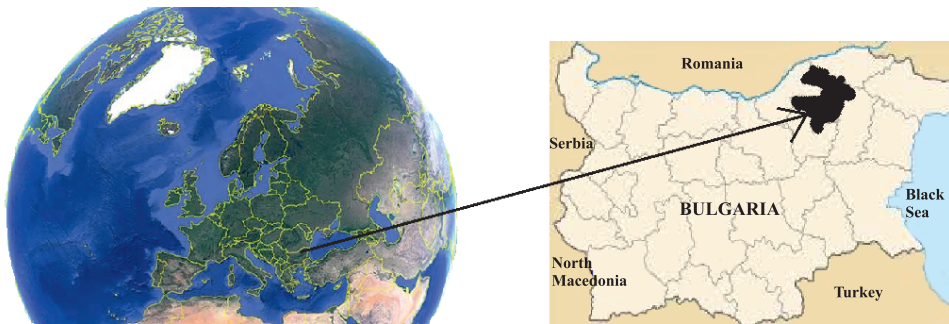 Romania
Serbia
Black
Sea
BULGARIA
North
Macedonia
Turkey